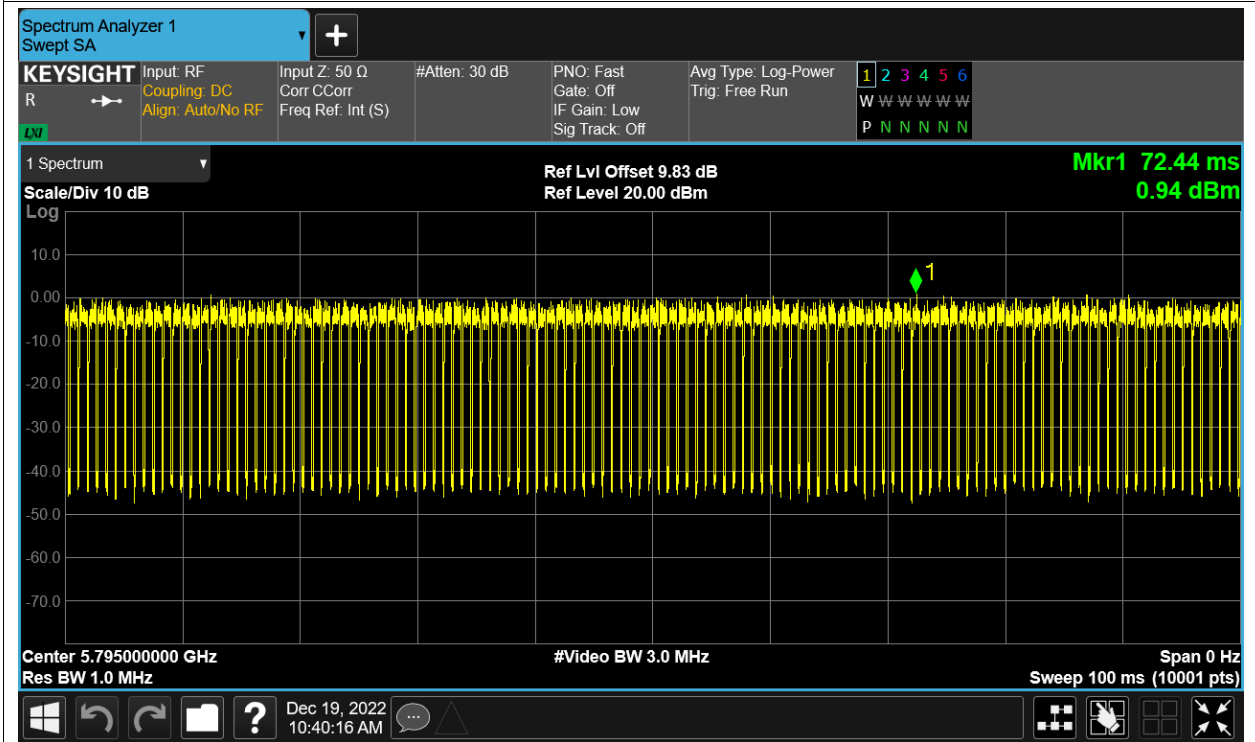 Spectrum Analyzer 1
Swept SA
+
KEYSIGHT
R
LXI
Input: RF
Coupling: DC
Align: Auto/No RF
Input Z: 50 Ω
Corr CCorr
Freq Ref: Int (S)
#Atten: 30 dB
PNO: Fast
Gate: Off
IF Gain: Low
Sig Track: Off
Avg Type: Log-Power
Trig: Free Run
1 2 3 4 5 6
W W W W W W
P N N N N N
1 Spectrum
Scale/Div 10 dB
Log
Ref Lvl Offset 9.83 dB
Ref Level 20.00 dBm
Mkr1 72.44 ms
0.94 dBm
1
10.0
0.00
-10.0
-20.0
-30.0
-40.0
-50.0
-60.0
-70.0
Center 5.795000000 GHz
Res BW 1.0 MHz
#Video BW 3.0 MHz
Span 0 Hz
Sweep 100 ms (10001 pts)
?
Dec 19, 2022
10:40:16 AM